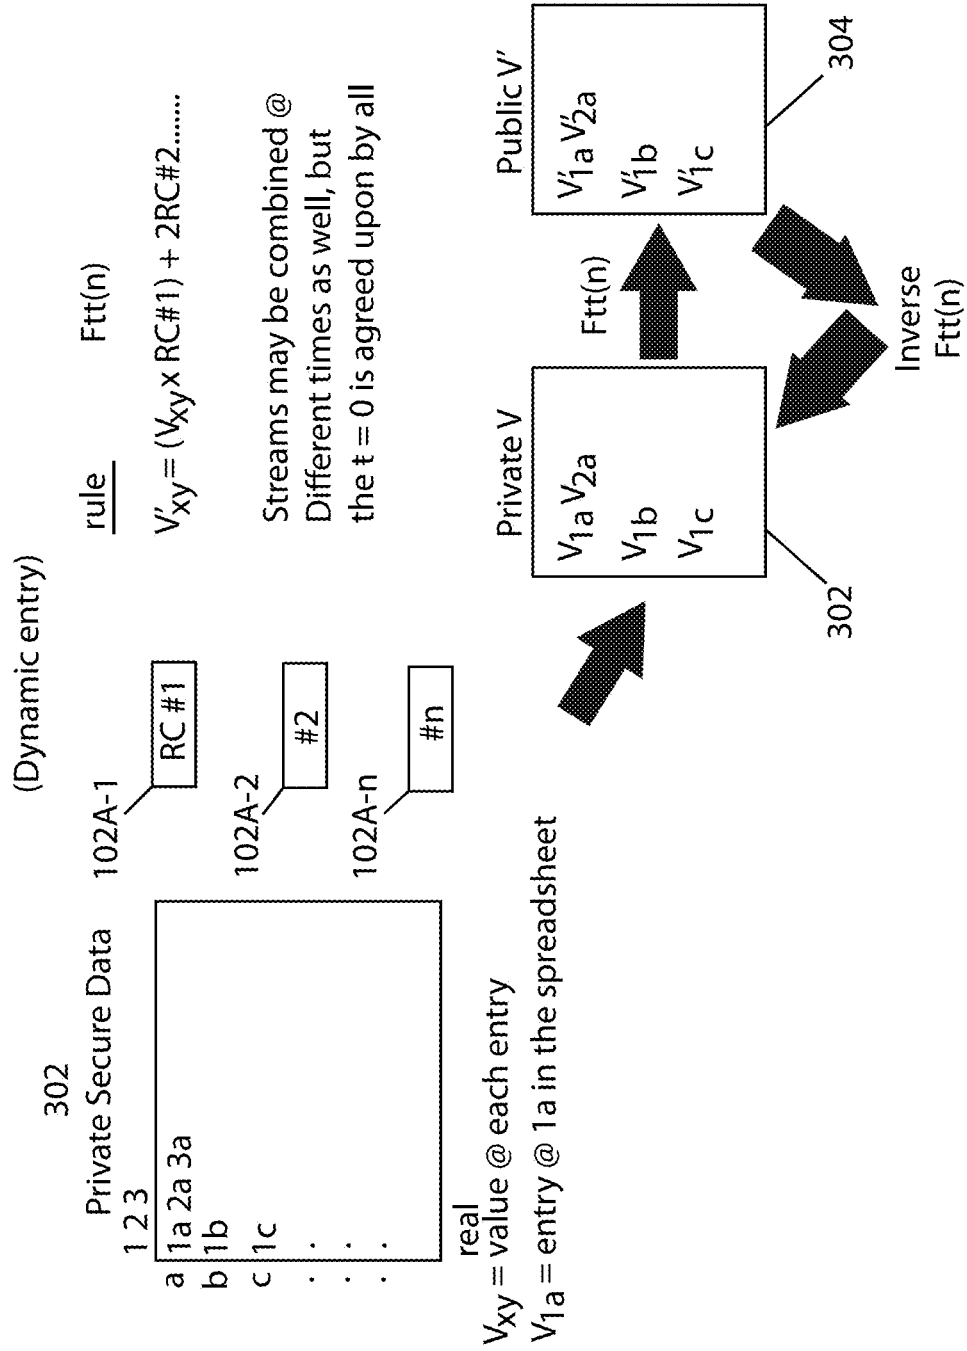 (Dynamic entry)
302
Private Secure Data
1 2 3
a 1a 2a 3a
b 1b
c 1c
. .
. .
. .
real
Vxy = value @ each entry
V1a = entry @ 1a in the spreadsheet
102A-1
RC #1
102A-2
#2
102A-n
#n
rule Ftt(n)
V'xy = (Vxy x RC#1) + 2RC#2.......
Streams may be combined @
Different times as well, but
the t = 0 is agreed upon by all
Private V
V1a V2a
V1b
V1c
302
Ftt(n)
Public V'
V'1a V'2a
V'1b
V'1c
304
Inverse
Ftt(n)